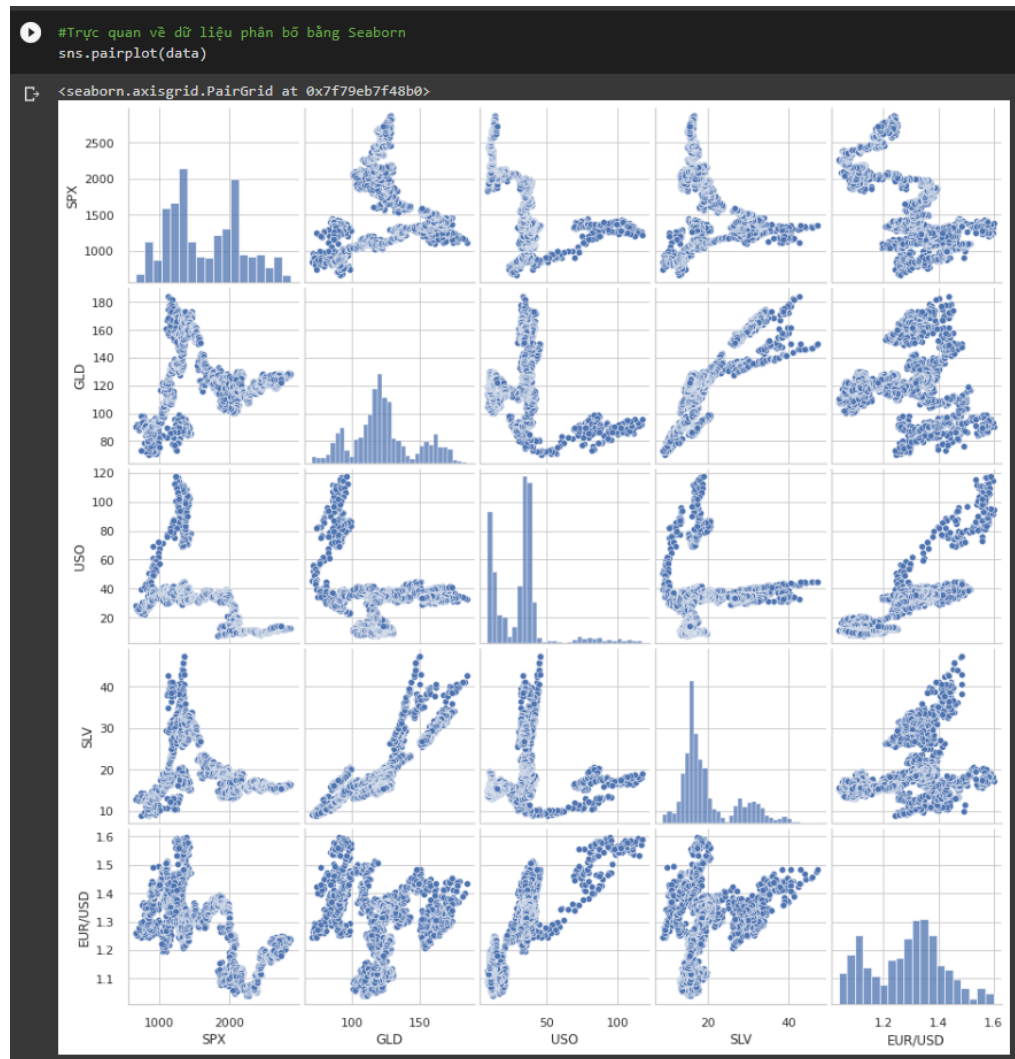 #Trực quan về dữ liệu phân bố bằng Seaborn
sns.pairplot(data)
<seaborn.axisgrid.PairGrid at 0x7f79eb7f48b0>
2500
2000
1500
1000
SPX
180
160
140
120
100
80
GLD
120
100
80
60
40
20
USO
40
30
20
10
SLV
1.6
1.5
1.4
1.3
1.2
1.1
EUR/USD
1000 2000
100 150
50 100
20 40
1.2 1.4 1.6
SPX
GLD
USO
SLV
EUR/USD